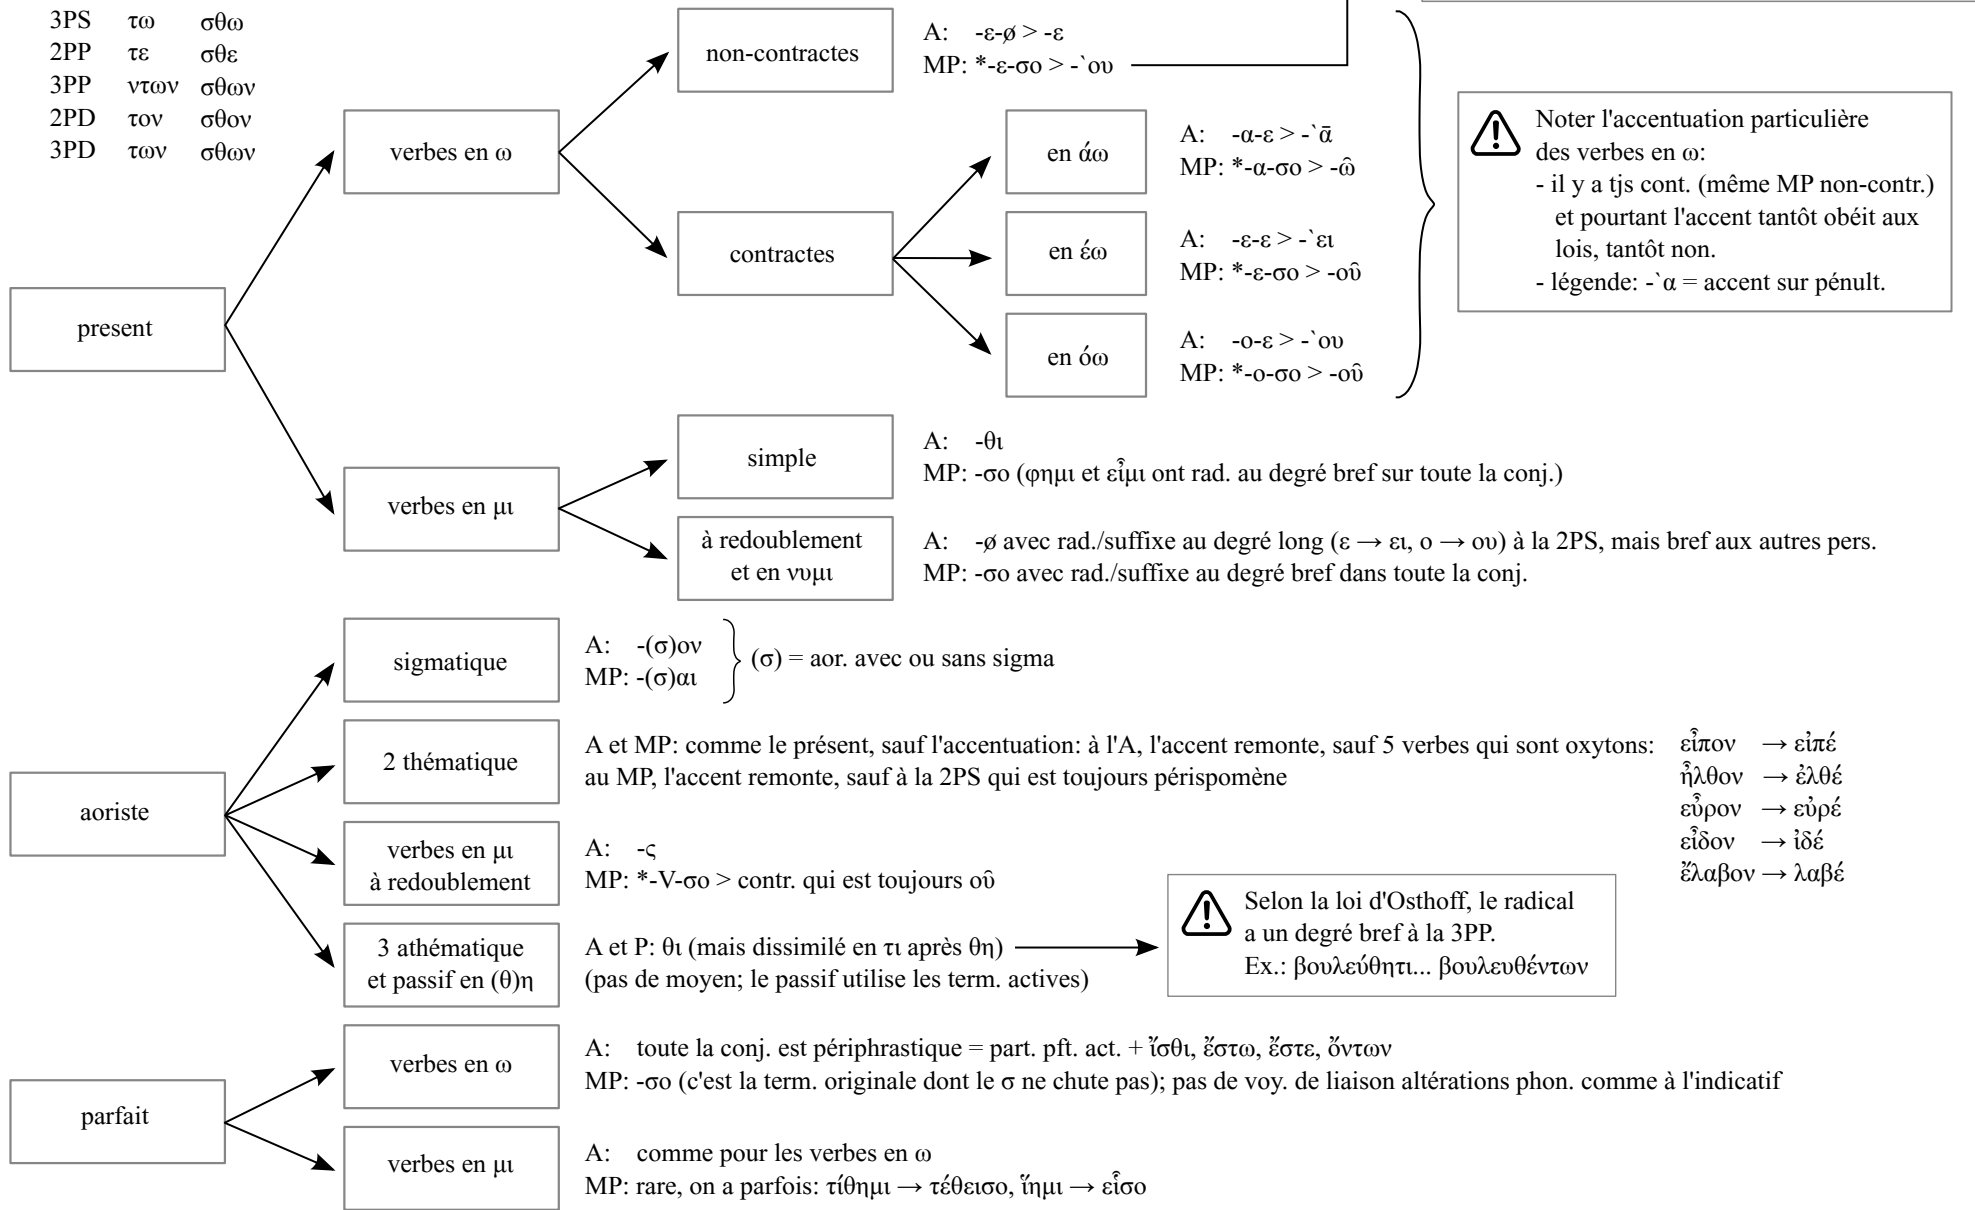 3PS τω σθω
2PP τε σθε
3PP ντων σθων
2PD τον σθον
3PD των σθων
present
verbes en ω
non-contractes
A: -ε-ø > -ε
MP: *-ε-σο > -`ου
contractes
en άω
A: -α-ε > -`ᾱ
MP: *-α-σο > -ῶ
en έω
A: -ε-ε > -`ει
MP: *-ε-σο > -οῦ
en όω
A: -ο-ε > -`ου
MP: *-ο-σο > -οῦ
Noter l'accentuation particulière
des verbes en ω:
- il y a tjs cont. (même MP non-contr.)
et pourtant l'accent tantôt obéit aux
lois, tantôt non.
- légende: -`α = accent sur pénult.
verbes en μι
simple
A: -θι
MP: -σο (φημι et εἶμι ont rad. au degré bref sur toute la conj.)
à redoublement
et en νυμι
A: -ø avec rad./suffixe au degré long (ε → ει, ο → ου) à la 2PS, mais bref aux autres pers.
MP: -σο avec rad./suffixe au degré bref dans toute la conj.
aoriste
sigmatique
A: -(σ)ον
MP: -(σ)αι
(σ) = aor. avec ou sans sigma
2 thématique
A et MP: comme le présent, sauf l'accentuation: à l'A, l'accent remonte, sauf 5 verbes qui sont oxytons:
au MP, l'accent remonte, sauf à la 2PS qui est toujours périspomène
εἶπον → εἰπέ
ἦλθον → ἐλθέ
εὗρον → εὑρέ
εἶδον → ἰδέ
ἔλαβον → λαβέ
verbes en μι
à redoublement
A: -ς
MP: *-V-σο > contr. qui est toujours οῦ
3 athématique
et passif en (θ)η
A et P: θι (mais dissimilé en τι après θη)
(pas de moyen; le passif utilise les term. actives)
Selon la loi d'Osthoff, le radical
a un degré bref à la 3PP.
Ex.: βουλεύθητι... βουλευθέντων
parfait
verbes en ω
A: toute la conj. est périphrastique = part. pft. act. + ἴσθι, ἔστω, ἔστε, ὄντων
MP: -σο (c'est la term. originale dont le σ ne chute pas); pas de voy. de liaison altérations phon. comme à l'indicatif
verbes en μι
A: comme pour les verbes en ω
MP: rare, on a parfois: τίθημι → τέθεισο, ἵημι → εἷσο